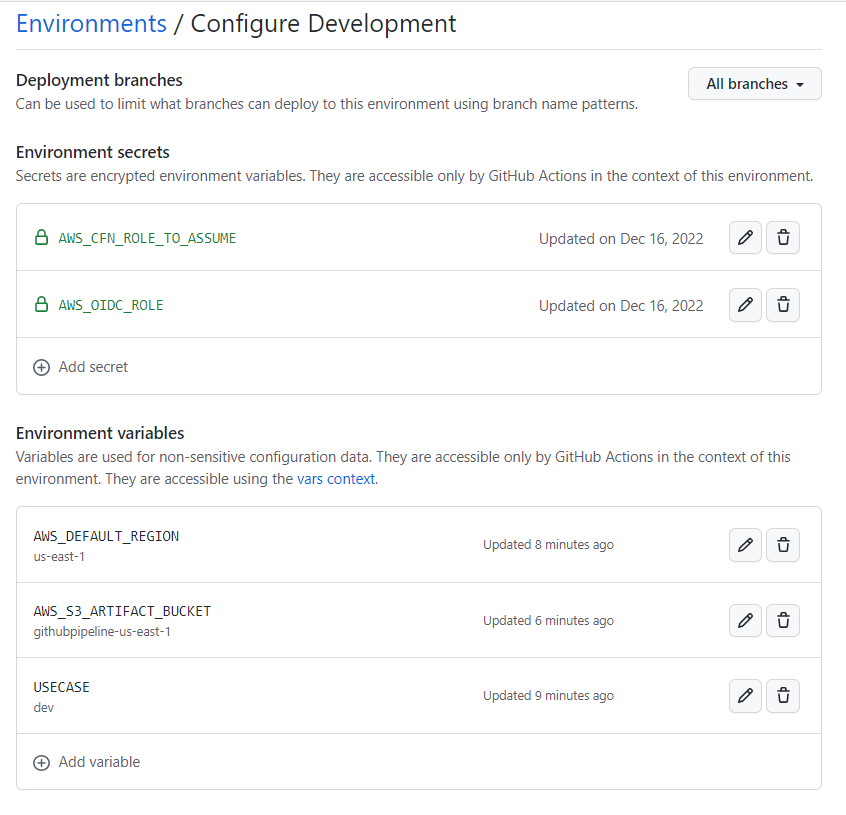 Environments / Configure Development
Deployment branches
All branches
Can be used to limit what branches can deploy to this environment using branch name patterns.
Environment secrets
Secrets are encrypted environment variables. They are accessible only by GitHub Actions in the context of this environment.
AWS_CFN_ROLE_TO_ASSUME Updated on Dec 16, 2022
AWS_OIDC_ROLE Updated on Dec 16, 2022
Add secret
Environment variables
Variables are used for non-sensitive configuration data. They are accessible only by GitHub Actions in the context of this
environment. They are accessible using the vars context.
AWS_DEFAULT_REGION
us-east-1
Updated 8 minutes ago
AWS_S3_ARTIFACT_BUCKET
githubpipeline-us-east-1
Updated 6 minutes ago
USECASE
dev
Updated 9 minutes ago
Add variable